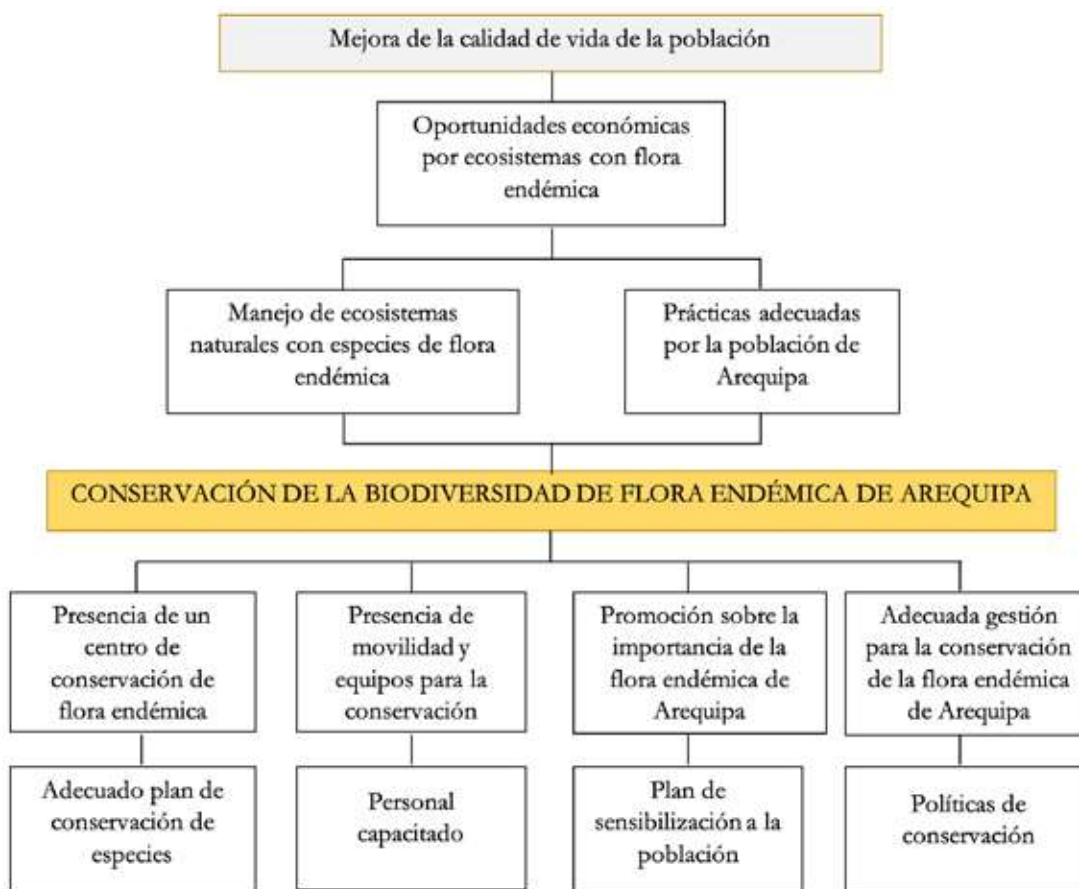 Mejora de la calidad de vida de la población
Oportunidades económicas
por ecosistemas con flora
endémica
Manejo de ecosistemas
naturales con especies de flora
endémica
Prácticas adecuadas
por la población de
Arequipa
CONSERVACIÓN DE LA BIODIVERSIDAD DE FLORA ENDÉMICA DE AREQUIPA
Presencia de un
centro de
conservación de
flora endémica
Presencia de
movilidad y
equipos para la
conservación
Promoción sobre la
importancia de la
flora endémica de
Arequipa
Adecuada gestión
para la conservación
de la flora endémica
de Arequipa
Adecuado plan de
conservación de
especies
Personal
capacitado
Plan de
sensibilización a la
población
Políticas de
conservación